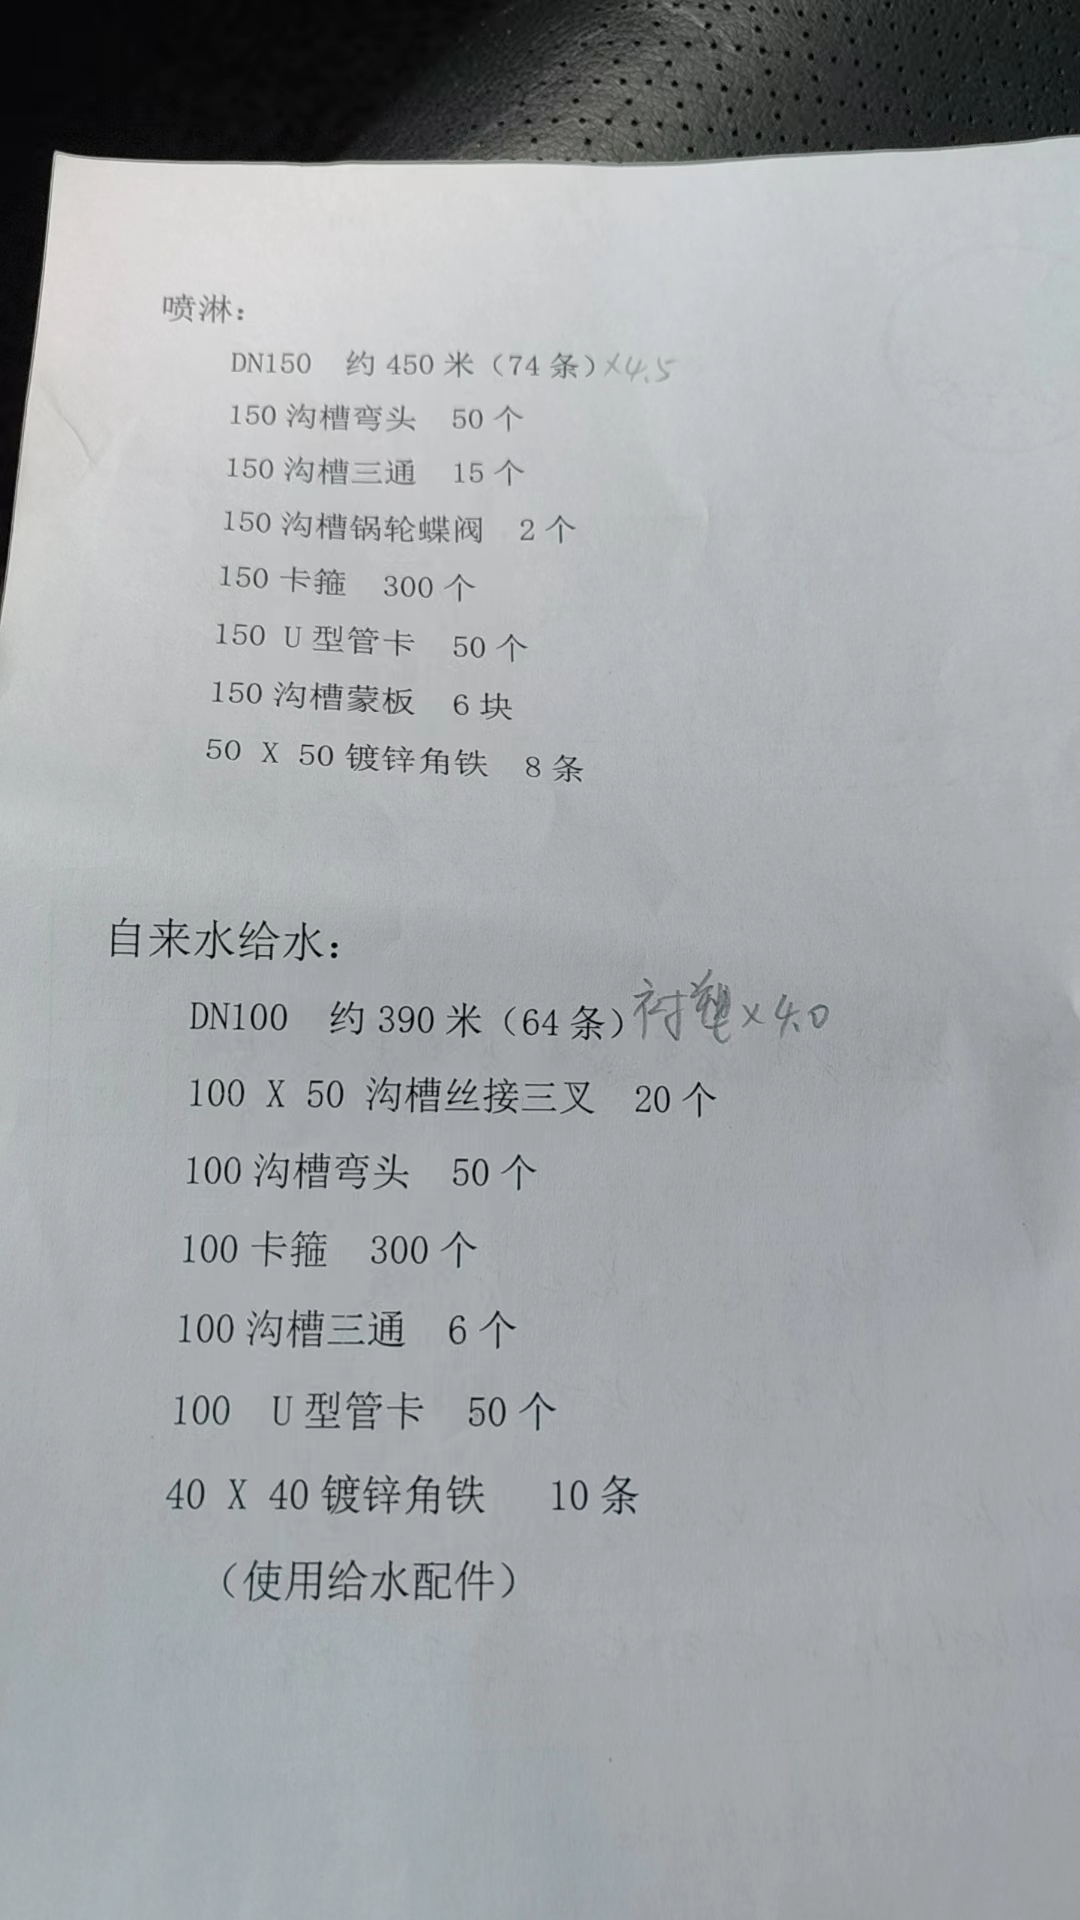 喷淋：
DN150 约 450 米（74 条）×4.5
150 沟槽弯头 50 个
150 沟槽三通 15 个
150 沟槽锅轮蝶阀 2 个
150 卡箍 300 个
150 U 型管卡 50 个
150 沟槽蒙板 6 块
50 X 50 镀锌角铁 8 条
自来水给水：
DN100 约 390 米（64 条）衬塑×4.0
100 X 50 沟槽丝接三叉 20 个
100 沟槽弯头 50 个
100 卡箍 300 个
100 沟槽三通 6 个
100 U 型管卡 50 个
40 X 40 镀锌角铁 10 条
（使用给水配件）